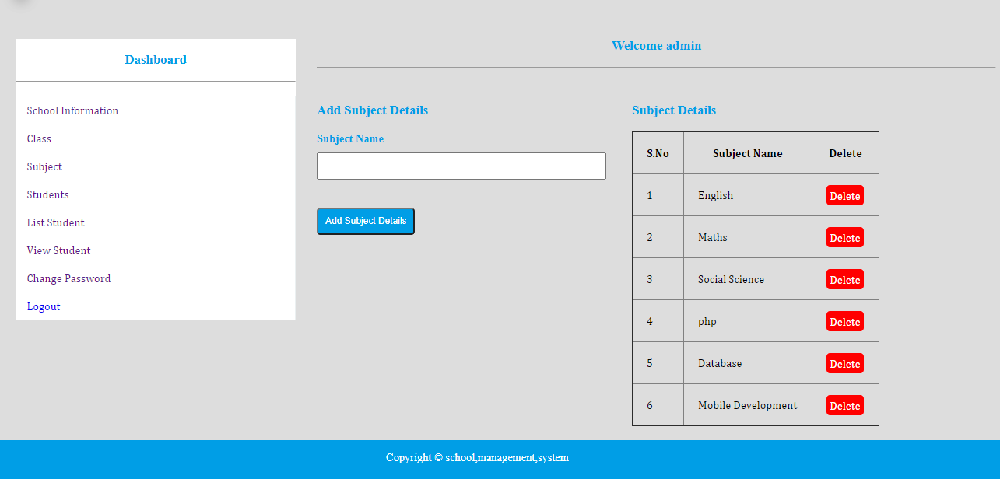 Dashboard
School Information
Class
Subject
Students
List Student
View Student
Change Password
Logout
Welcome admin
Add Subject Details
Subject Name
Add Subject Details
Subject Details
S.No Subject Name Delete
1 English Delete
2 Maths Delete
3 Social Science Delete
4 php Delete
5 Database Delete
6 Mobile Development Delete
Copyright © school,management,system